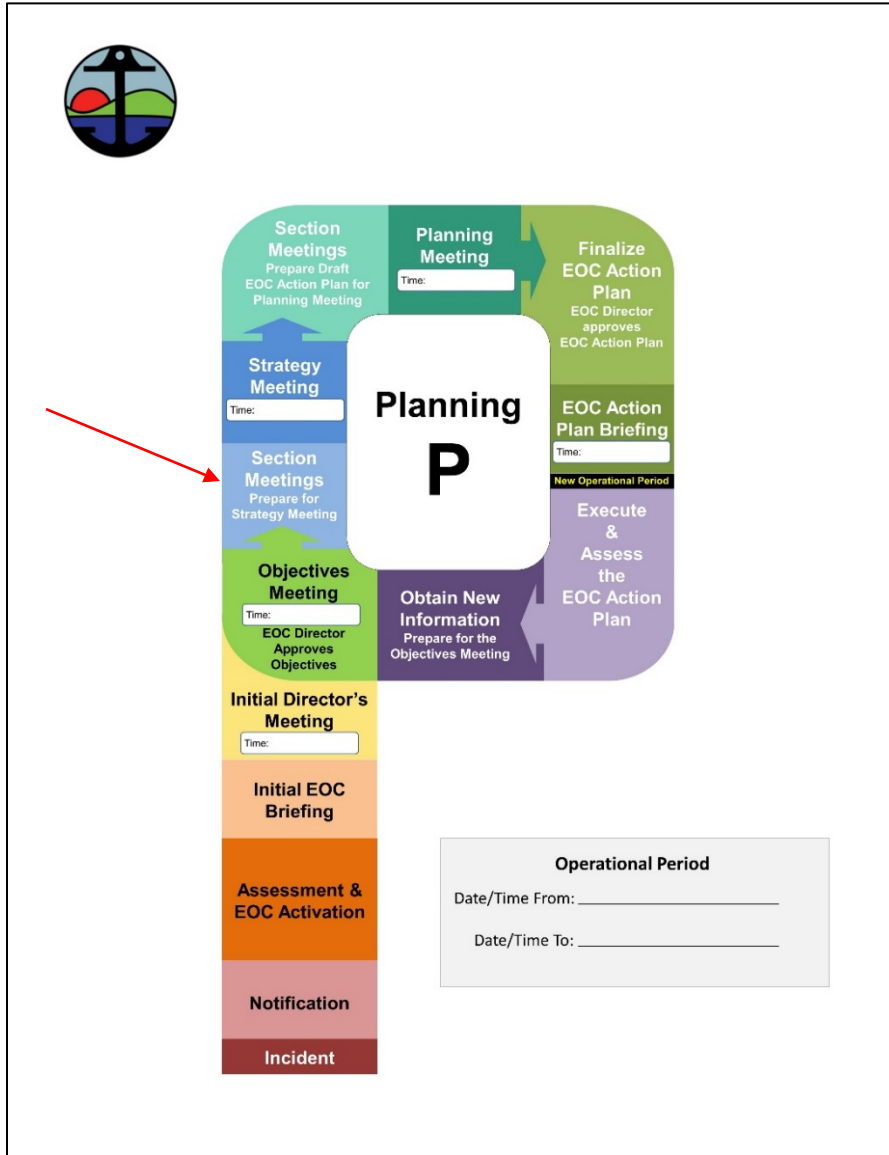 Section
Meetings
Prepare Draft
EOC Action Plan for
Planning Meeting
Planning
Meeting
Time:
Finalize
EOC Action
Plan
EOC Director
approves
EOC Action Plan
Strategy
Meeting
Time:
Planning
P
EOC Action
Plan Briefing
Time:
New Operational Period
Section
Meetings
Prepare for
Strategy Meeting
Execute
&
Assess
the
EOC Action
Plan
Objectives
Meeting
Time:
EOC Director
Approves
Objectives
Obtain New
Information
Prepare for the
Objectives Meeting
Initial Director's
Meeting
Time:
Initial EOC
Briefing
Assessment &
EOC Activation
Operational Period
Date/Time From:
Date/Time To:
Notification
Incident